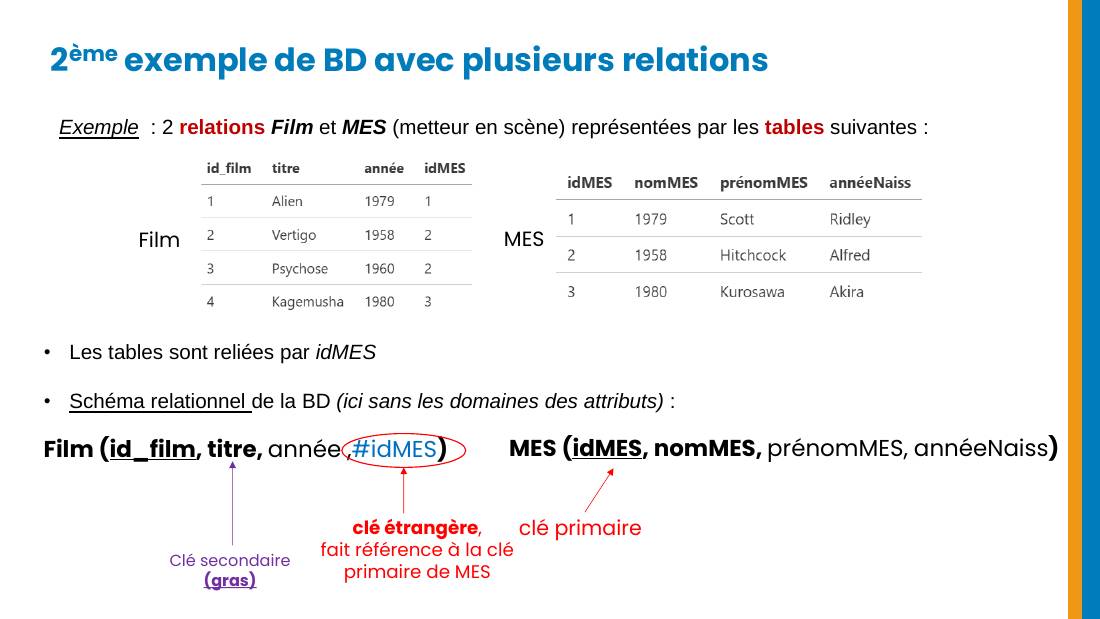 2ème exemple de BD avec plusieurs relations
Exemple : 2 relations Film et MES (metteur en scène) représentées par les tables suivantes :
Film
id_film titre année idMES
1 Alien 1979 1
2 Vertigo 1958 2
3 Psychose 1960 2
4 Kagemusha 1980 3
MES
idMES nomMES prénomMES annéeNaiss
1 1979 Scott Ridley
2 1958 Hitchcock Alfred
3 1980 Kurosawa Akira
• Les tables sont reliées par idMES
• Schéma relationnel de la BD (ici sans les domaines des attributs) :
Film (id_film, titre, année,#idMES)
MES (idMES, nomMES, prénomMES, annéeNaiss)
Clé secondaire
(gras)
clé étrangère,
fait référence à la clé
primaire de MES
clé primaire